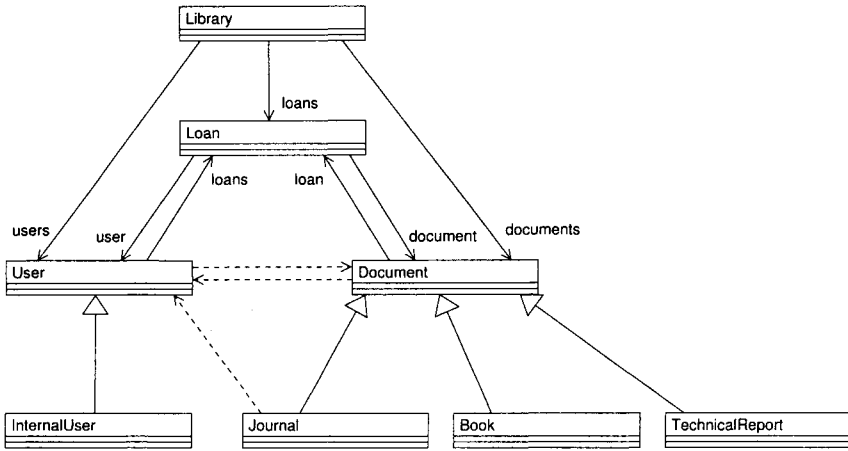 Library
loans
Loan
loans
loan
users
user
document
documents
User
Document
InternalUser
Journal
Book
TechnicalReport